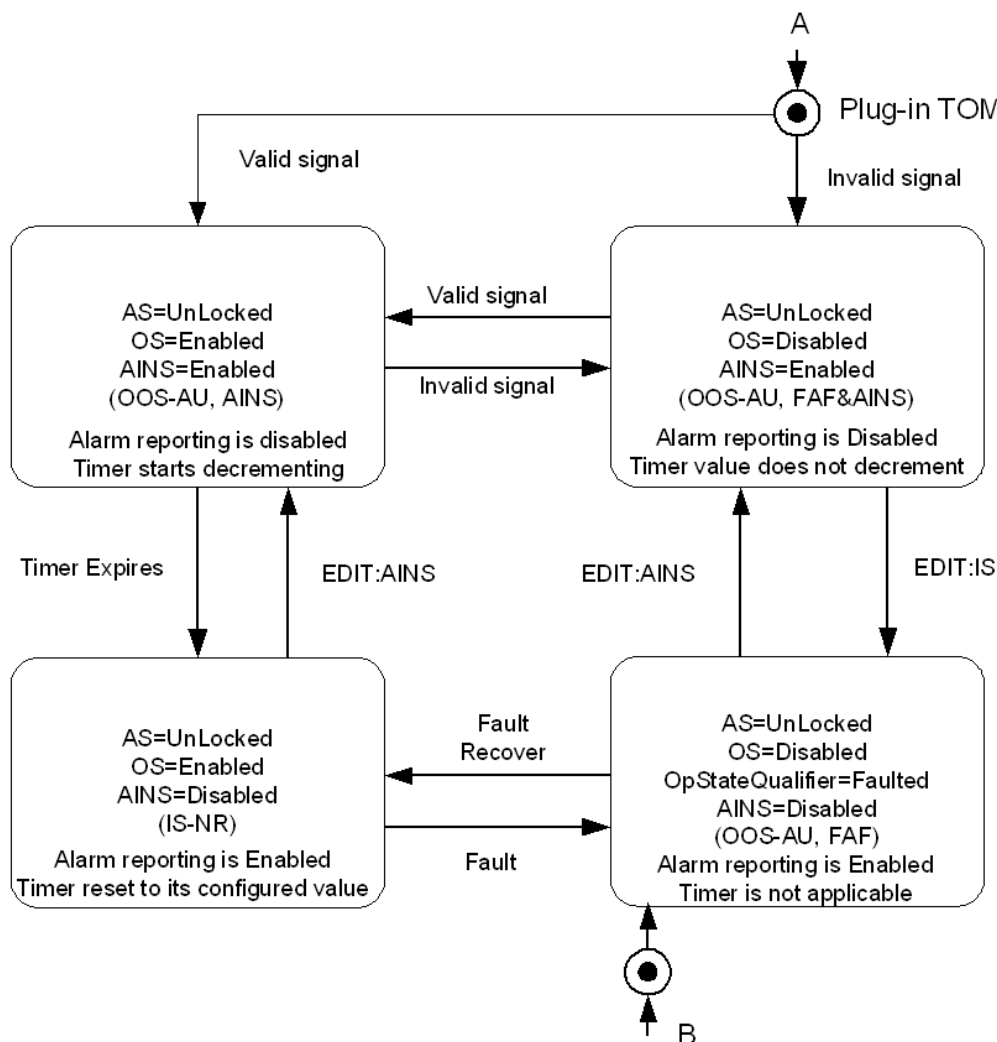 A
Plug-in TOM
Valid signal
Invalid signal
AS=UnLocked
OS=Enabled
AINS=Enabled
(OOS-AU, AINS)
Alarm reporting is disabled
Timer starts decrementing
Valid signal
Invalid signal
AS=UnLocked
OS=Disabled
AINS=Enabled
(OOS-AU, FAF&AINS)
Alarm reporting is Disabled
Timer value does not decrement
Timer Expires
EDIT:AINS
EDIT:AINS
EDIT:IS
AS=UnLocked
OS=Enabled
AINS=Disabled
(IS-NR)
Alarm reporting is Enabled
Timer reset to its configured value
Fault
Recover
Fault
AS=UnLocked
OS=Disabled
OpStateQualifier=Faulted
AINS=Disabled
(OOS-AU, FAF)
Alarm reporting is Enabled
Timer is not applicable
B